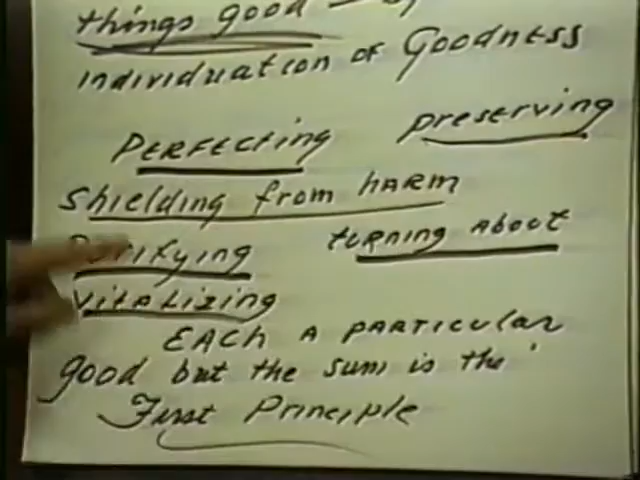 things good —
individuation of Goodness
Perfecting preserving
Shielding from harm
Purifying turning about
vitalizing
Each a particular
good but the sum is the
First Principle